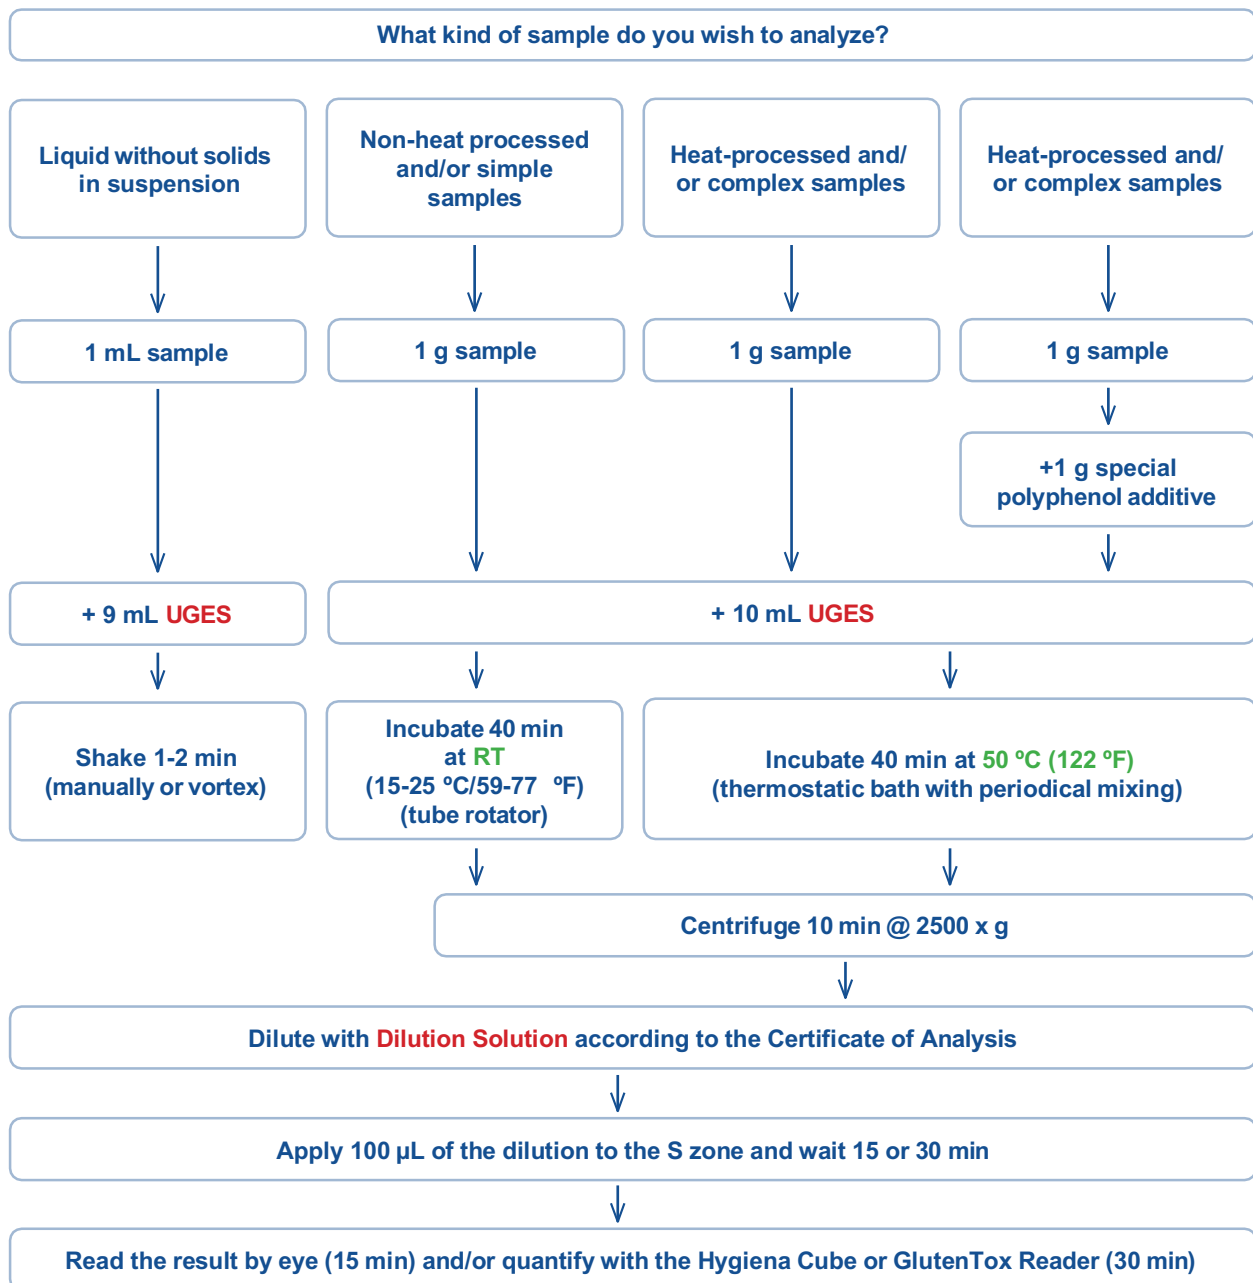 What kind of sample do you wish to analyze?
Liquid without solids
in suspension
Non-heat processed
and/or simple
samples
Heat-processed and/
or complex samples
Heat-processed and/
or complex samples
1 mL sample
1 g sample
1 g sample
1 g sample
+1 g special
polyphenol additive
+ 9 mL UGES
+ 10 mL UGES
Shake 1-2 min
(manually or vortex)
Incubate 40 min
at RT
(15-25 ºC/59-77 ºF)
(tube rotator)
Incubate 40 min at 50 ºC (122 ºF)
(thermostatic bath with periodical mixing)
Centrifuge 10 min @ 2500 x g
Dilute with Dilution Solution according to the Certificate of Analysis
Apply 100 µL of the dilution to the S zone and wait 15 or 30 min
Read the result by eye (15 min) and/or quantify with the Hygiena Cube or GlutenTox Reader (30 min)